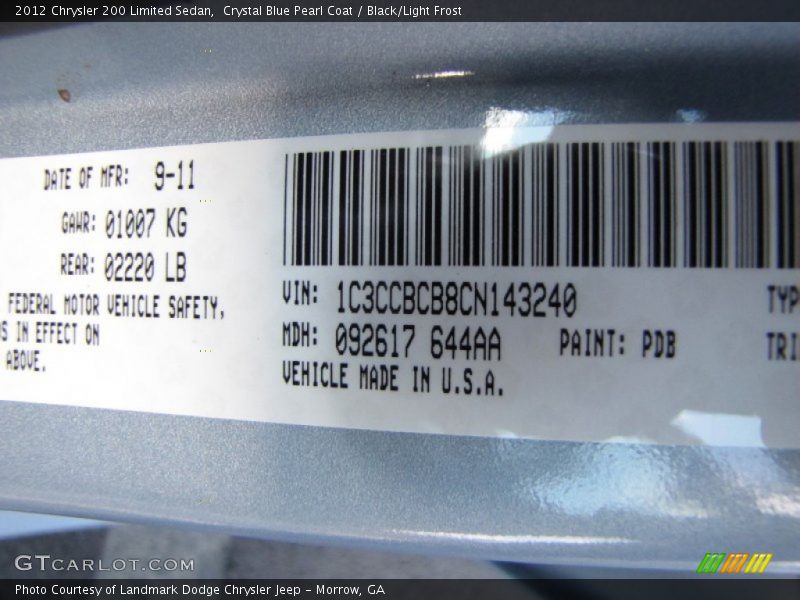 2012 Chrysler 200 Limited Sedan, Crystal Blue Pearl Coat / Black/Light Frost
DATE OF MFR: 9-11
GAWR: 01007 KG
REAR: 02220 LB
FEDERAL MOTOR VEHICLE SAFETY,
IN EFFECT ON
ABOVE.
VIN: 1C3CCBCB8CN143240
MDH: 092617 644AA PAINT: PDB
VEHICLE MADE IN U.S.A.
GTCARLOT.COM
Photo Courtesy of Landmark Dodge Chrysler Jeep - Morrow, GA